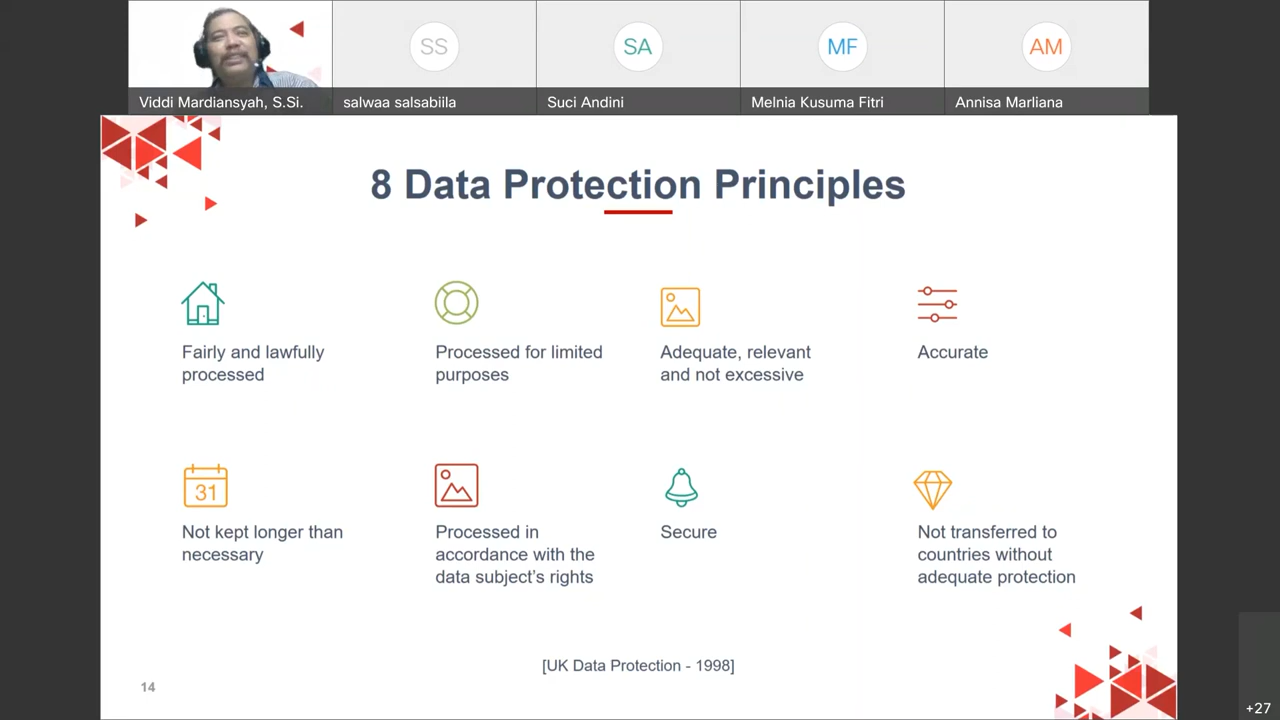 SS
SA
MF
AM
Viddi Mardiansyah, S.Si.
salwaa salsabiila
Suci Andini
Melnia Kusuma Fitri
Annisa Marliana
8 Data Protection Principles
Fairly and lawfully
processed
Processed for limited
purposes
Adequate, relevant
and not excessive
Accurate
31
Not kept longer than
necessary
Processed in
accordance with the
data subject's rights
Secure
Not transferred to
countries without
adequate protection
[UK Data Protection - 1998]
14
+27